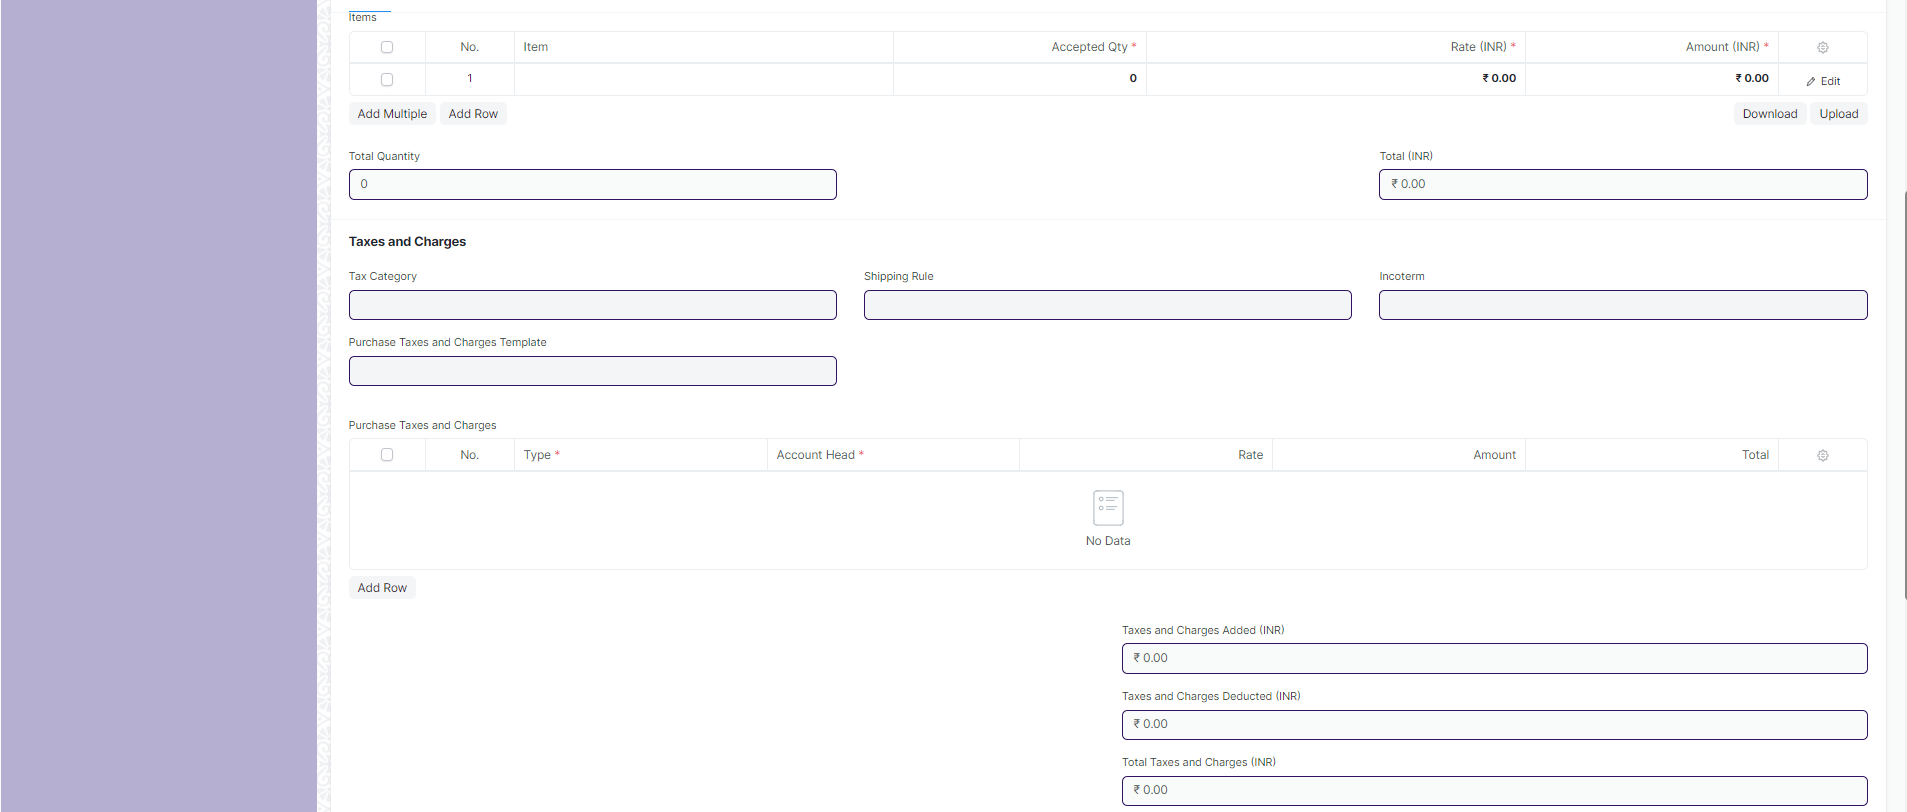 Items
No. Item Accepted Qty * Rate (INR) * Amount (INR) *
1 0 ₹ 0.00 ₹ 0.00 Edit
Add Multiple Add Row Download Upload
Total Quantity Total (INR)
0 ₹ 0.00
Taxes and Charges
Tax Category Shipping Rule Incoterm
Purchase Taxes and Charges Template
Purchase Taxes and Charges
No. Type * Account Head * Rate Amount Total
No Data
Add Row
Taxes and Charges Added (INR)
₹ 0.00
Taxes and Charges Deducted (INR)
₹ 0.00
Total Taxes and Charges (INR)
₹ 0.00